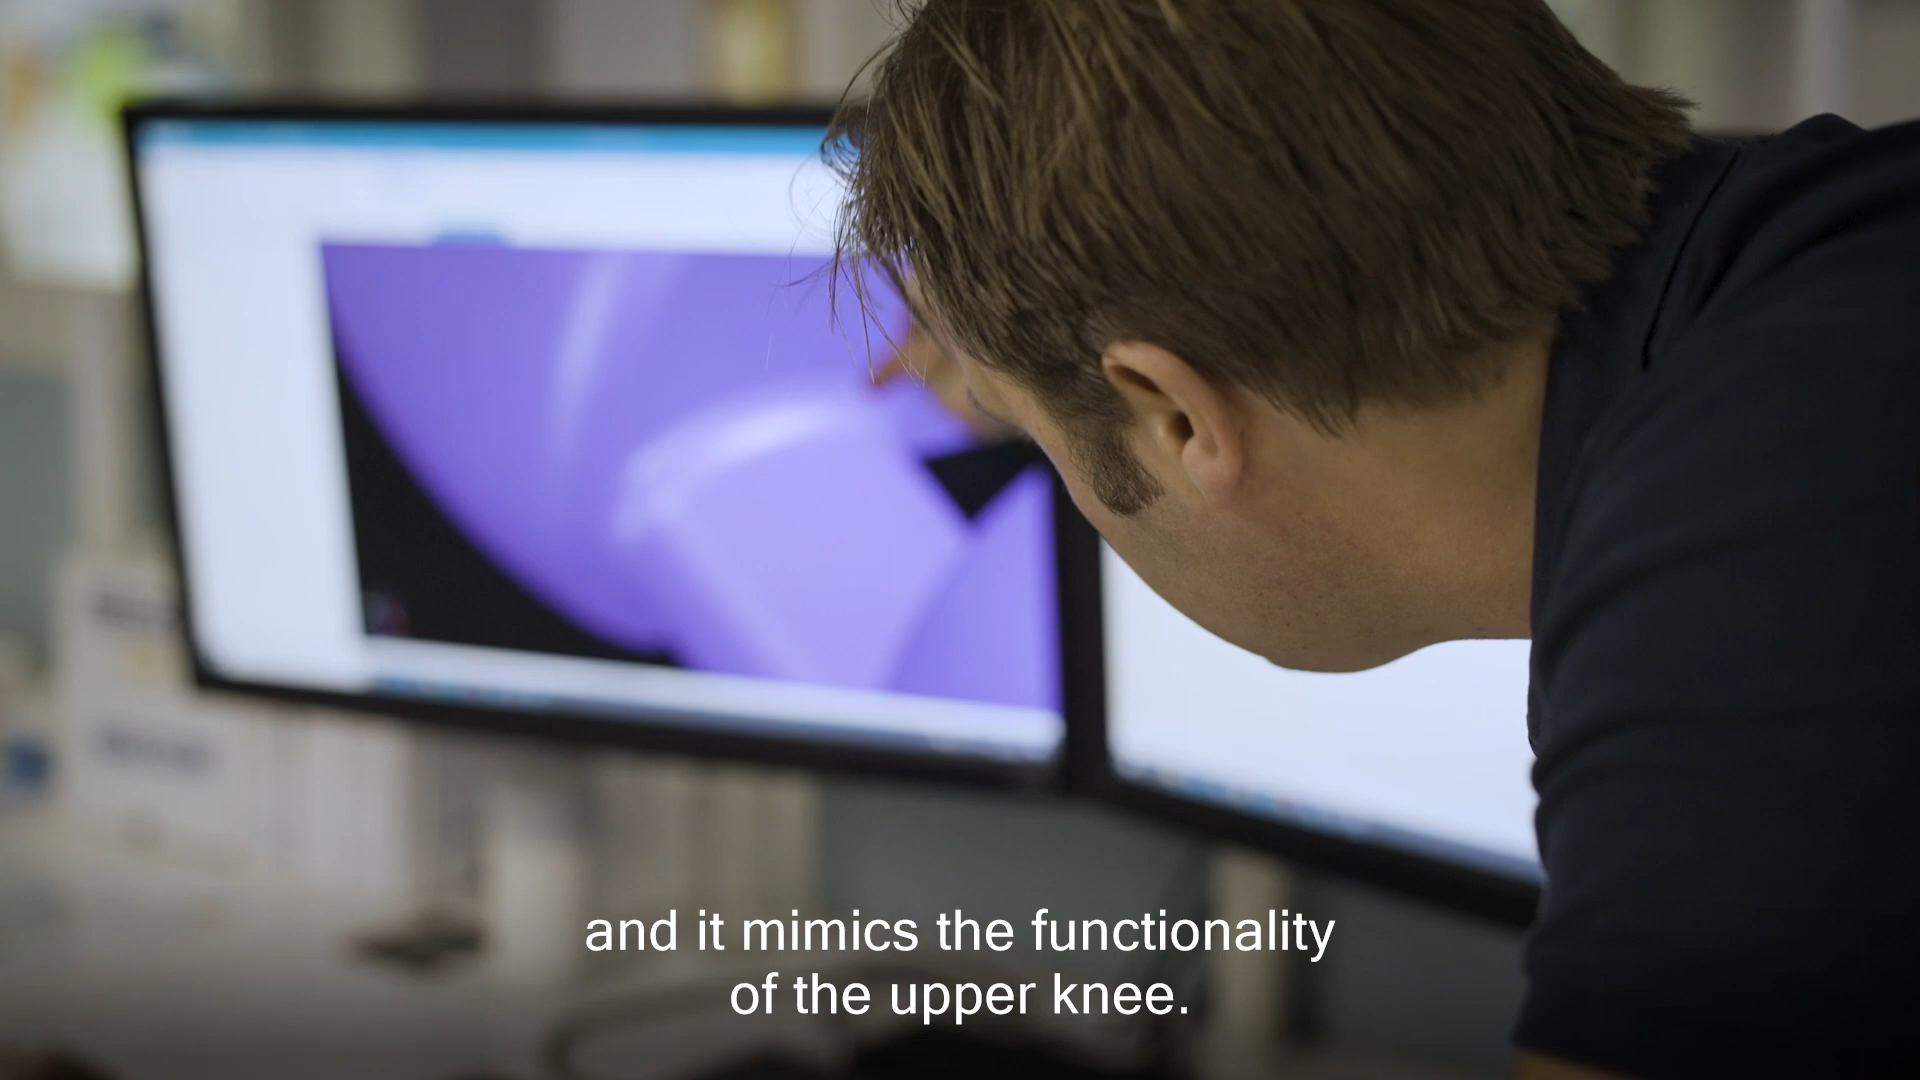 and it mimics the functionality
of the upper knee.